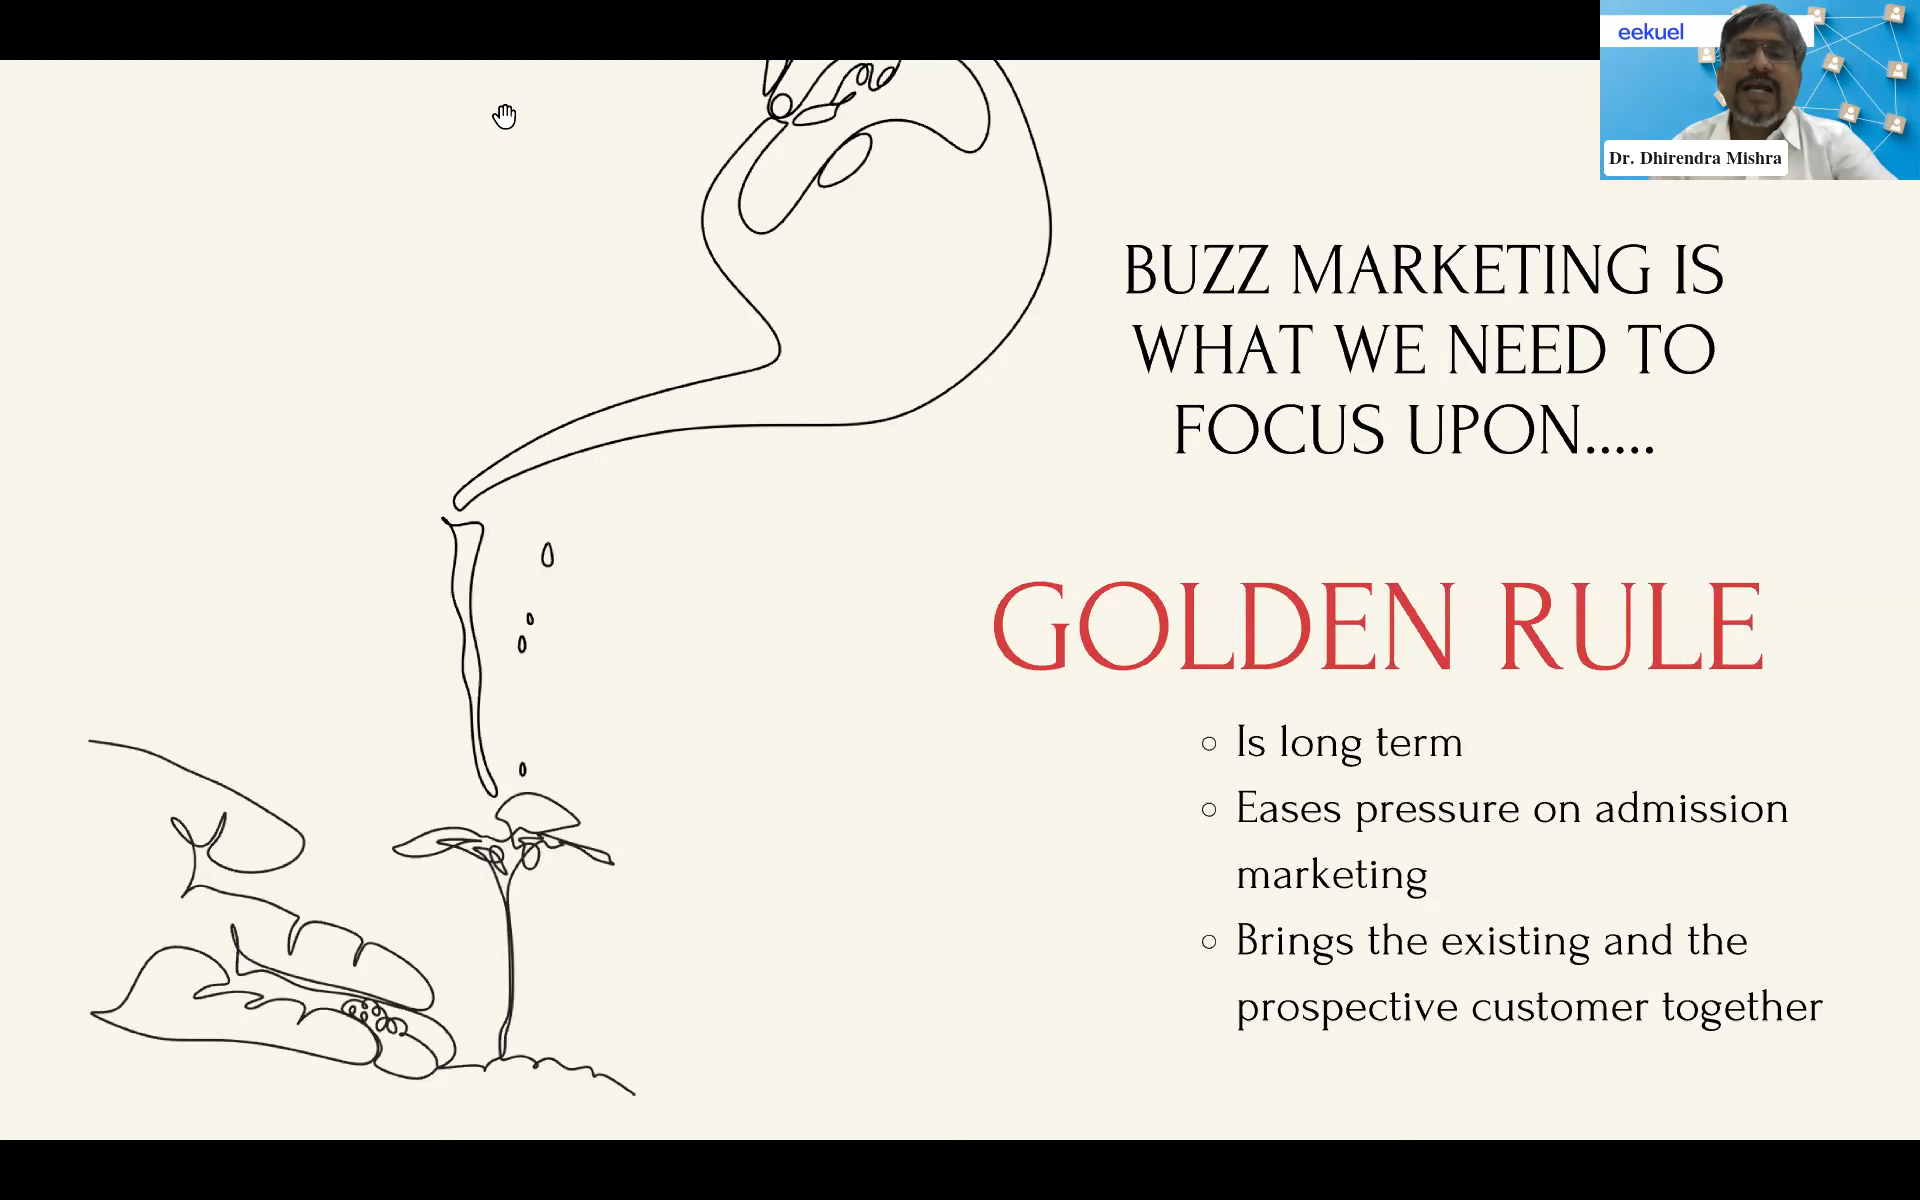 eekuel
Dr. Dhirendra Mishra
BUZZ MARKETING IS
WHAT WE NEED TO
FOCUS UPON.....
GOLDEN RULE
Is long term
Eases pressure on admission
marketing
Brings the existing and the
prospective customer together